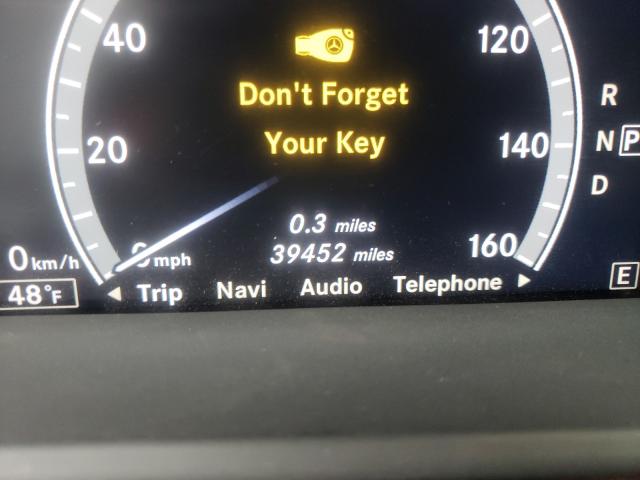 40
120
Don't Forget
R
Your Key
20
140
N P
D
0.3 miles
0 km/h
0 mph
39452 miles
160
48°F
Trip Navi Audio Telephone
E